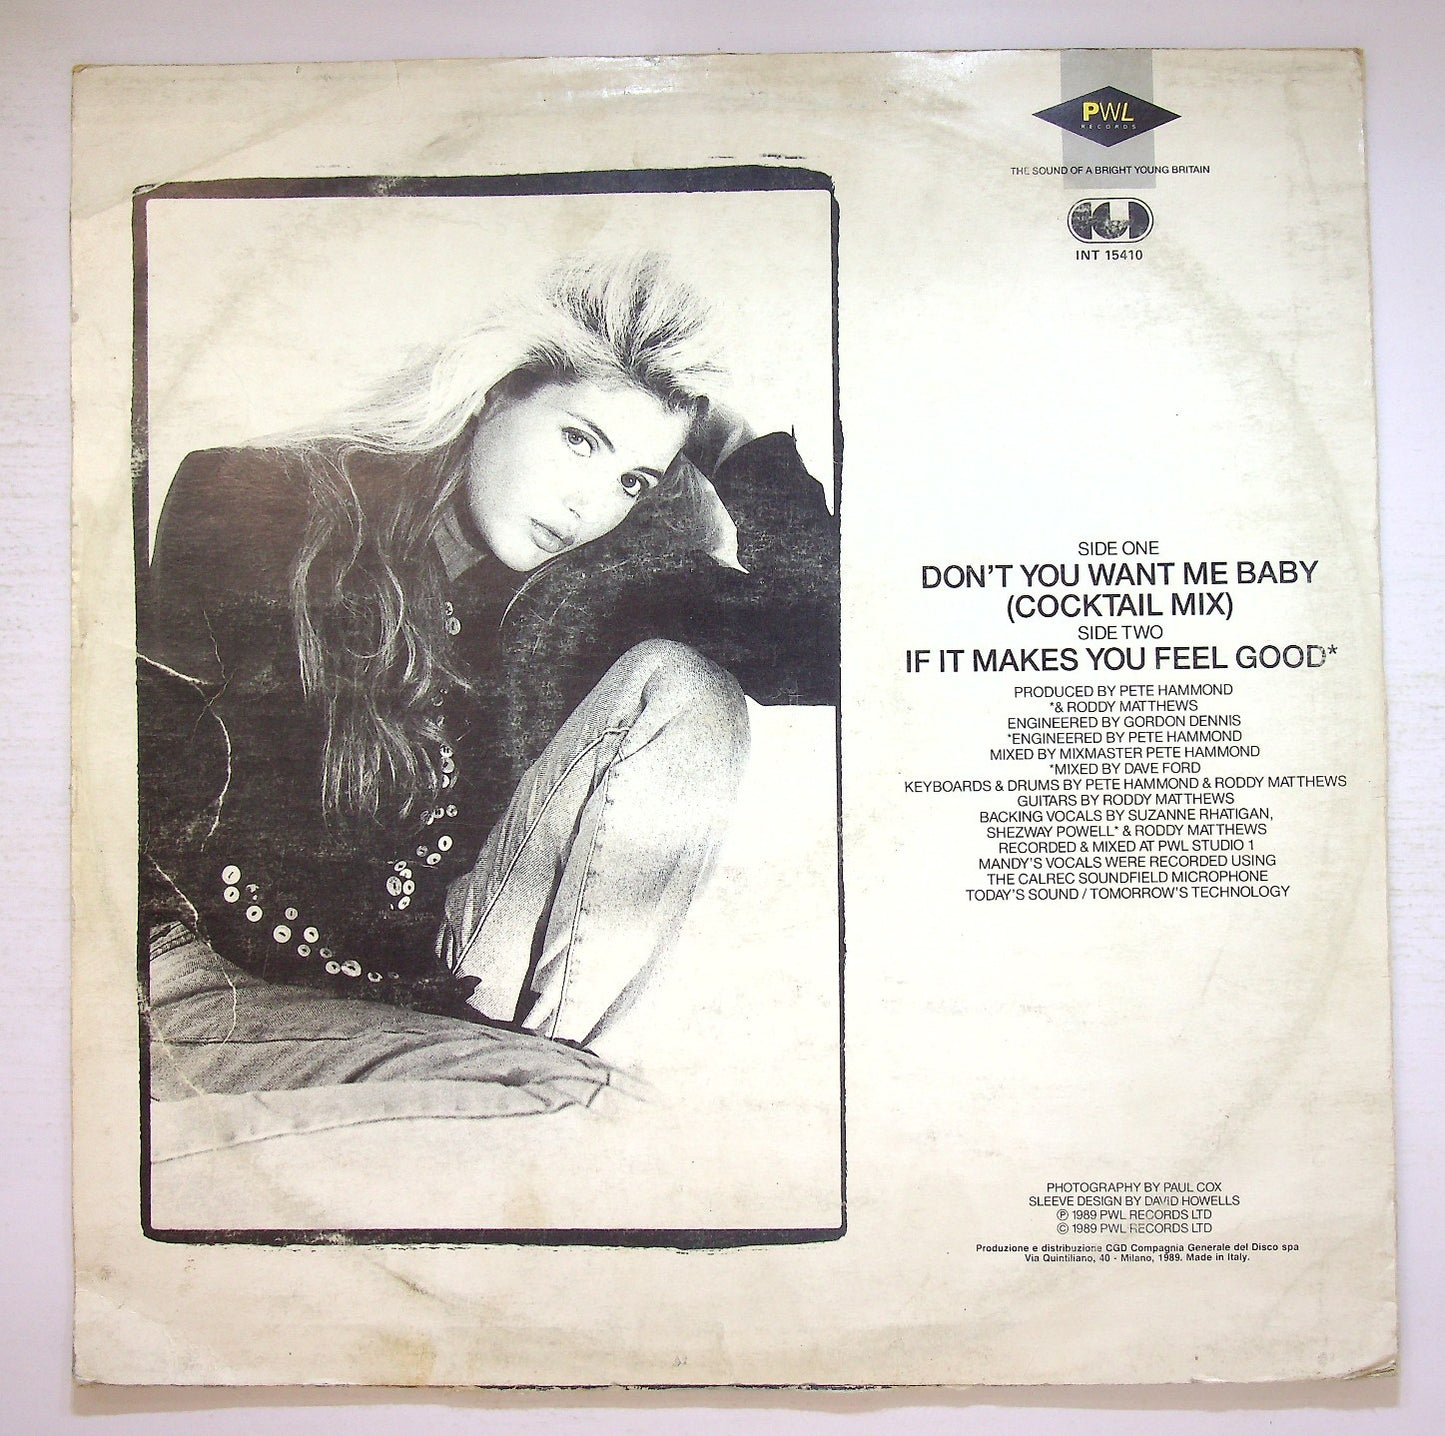 PWL
RECORDS
THE SOUND OF A BRIGHT YOUNG BRITAIN
CGD
INT 15410
SIDE ONE
DON'T YOU WANT ME BABY
(COCKTAIL MIX)
SIDE TWO
IF IT MAKES YOU FEEL GOOD*
PRODUCED BY PETE HAMMOND
*& RODDY MATTHEWS
ENGINEERED BY GORDON DENNIS
*ENGINEERED BY PETE HAMMOND
MIXED BY MIXMASTER PETE HAMMOND
*MIXED BY DAVE FORD
KEYBOARDS & DRUMS BY PETE HAMMOND & RODDY MATTHEWS
GUITARS BY RODDY MATTHEWS
BACKING VOCALS BY SUZANNE RHATIGAN,
SHEZWAY POWELL* & RODDY MATTHEWS
RECORDED & MIXED AT PWL STUDIO 1
MANDY'S VOCALS WERE RECORDED USING
THE CALREC SOUNDFIELD MICROPHONE
TODAY'S SOUND / TOMORROW'S TECHNOLOGY
PHOTOGRAPHY BY PAUL COX
SLEEVE DESIGN BY DAVID HOWELLS
℗ 1989 PWL RECORDS LTD
© 1989 PWL RECORDS LTD
Produzione e distribuzione CGD Compagnia Generale del Disco spa
Via Quintiliano, 40 - Milano, 1989. Made in Italy.